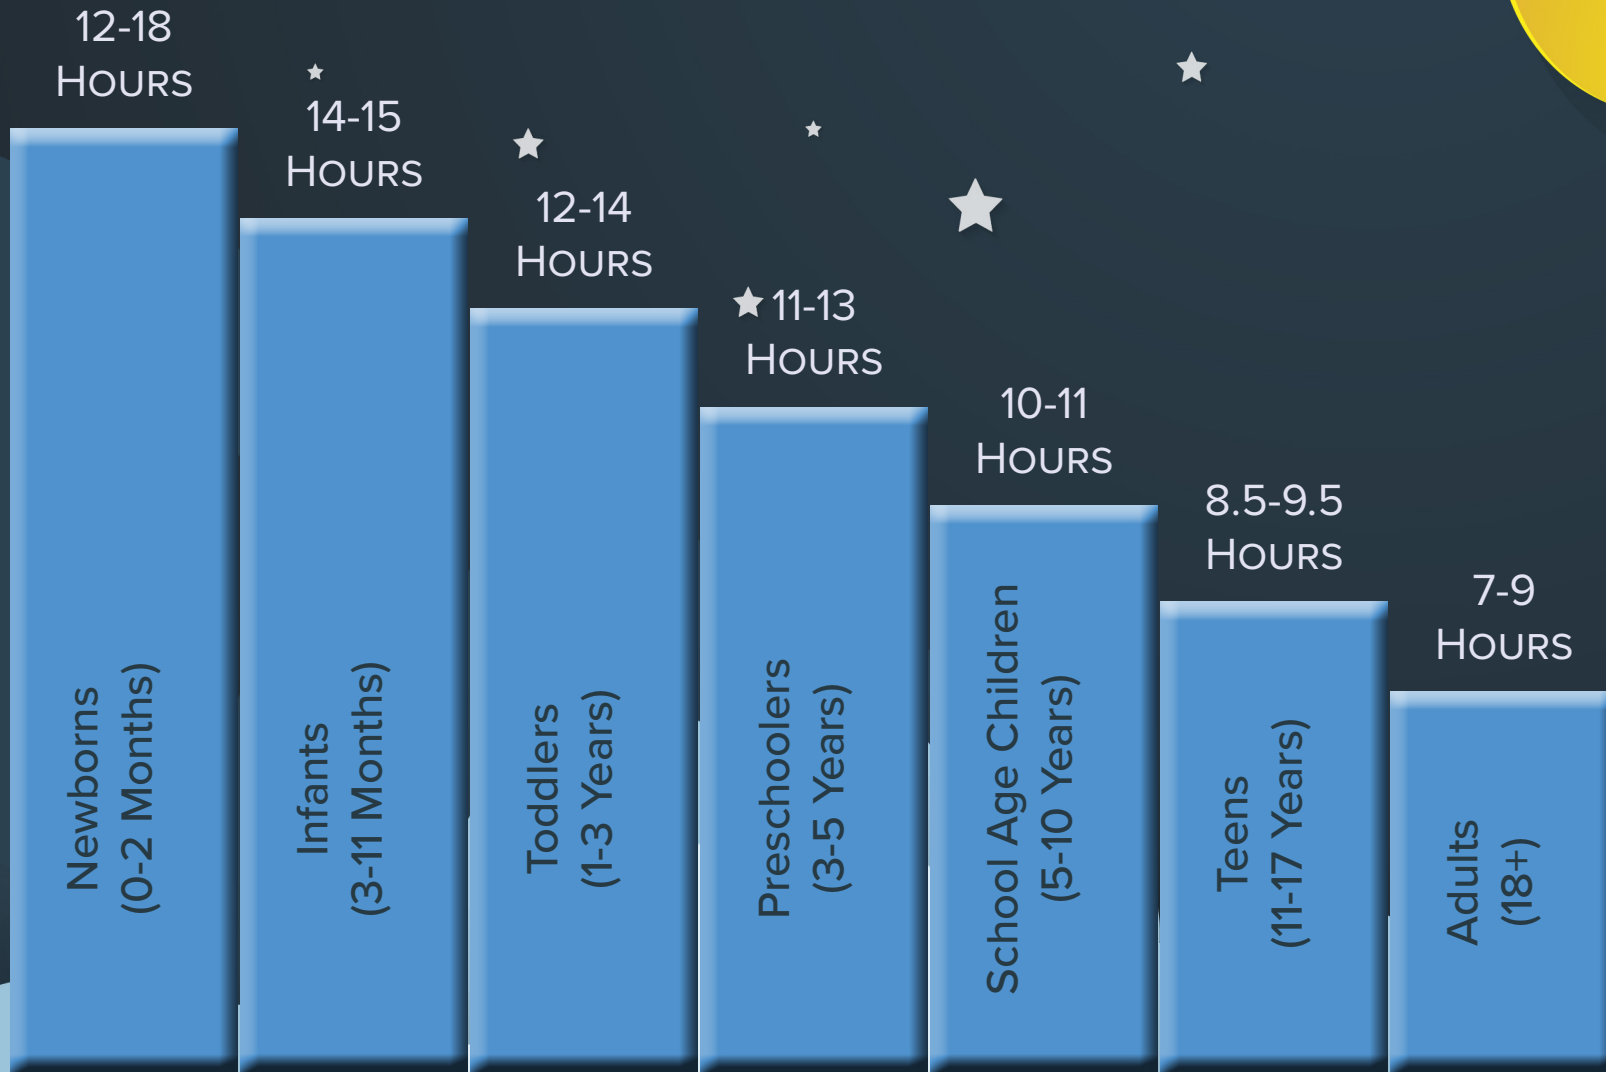 12-18
Hours
14-15
Hours
12-14
Hours
11-13
Hours
10-11
Hours
8.5-9.5
Hours
7-9
Hours
Newborns
(0-2 Months)
Infants
(3-11 Months)
Toddlers
(1-3 Years)
Preschoolers
(3-5 Years)
School Age Children
(5-10 Years)
Teens
(11-17 Years)
Adults
(18+)